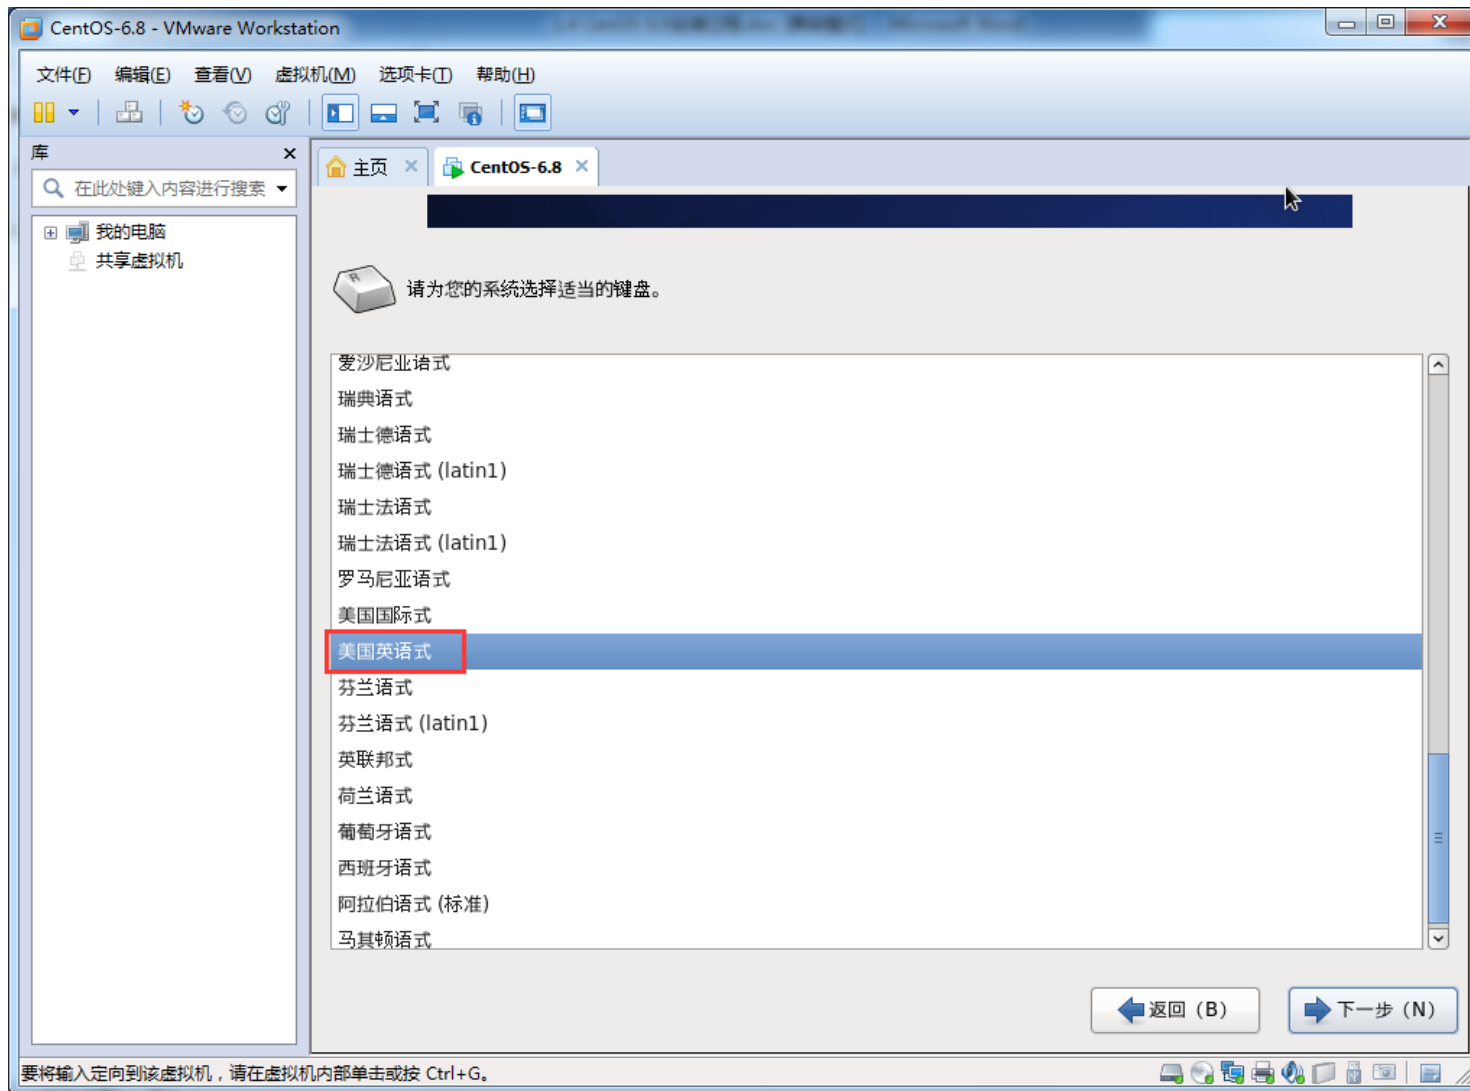 CentOS-6.8 - VMware Workstation
文件(F) 编辑(E) 查看(V) 虚拟机(M) 选项卡(T) 帮助(H)
库
在此处键入内容进行搜索
我的电脑
共享虚拟机
主页 CentOS-6.8
请为您的系统选择适当的键盘。
爱沙尼亚语式
瑞典语式
瑞士德语式
瑞士德语式 (latin1)
瑞士法语式
瑞士法语式 (latin1)
罗马尼亚语式
美国国际式
美国英语式
芬兰语式
芬兰语式 (latin1)
英联邦式
荷兰语式
葡萄牙语式
西班牙语式
阿拉伯语式 (标准)
马其顿语式
返回 (B) 下一步 (N)
要将输入定向到该虚拟机，请在虚拟机内部单击或按 Ctrl+G。